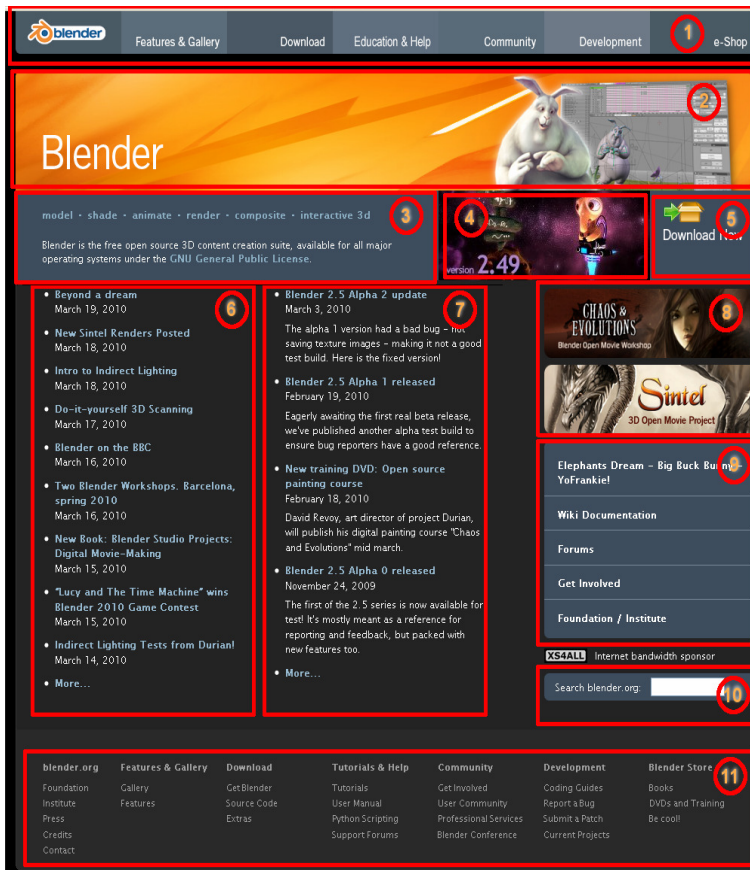 blender
Features & Gallery
Download
Education & Help
Community
Development
1
e-Shop
2
Blender
model · shade · animate · render · composite · interactive 3d
3
Blender is the free open source 3D content creation suite, available for all major
operating systems under the GNU General Public License.
4
version 2.49
5
Download Now
6
Beyond a dream
March 19, 2010
New Sintel Renders Posted
March 18, 2010
Intro to Indirect Lighting
March 18, 2010
Do-it-yourself 3D Scanning
March 17, 2010
Blender on the BBC
March 16, 2010
Two Blender Workshops. Barcelona,
spring 2010
March 16, 2010
New Book: Blender Studio Projects:
Digital Movie-Making
March 15, 2010
"Lucy and The Time Machine" wins
Blender 2010 Game Contest
March 15, 2010
Indirect Lighting Tests from Durian!
March 14, 2010
More...
7
Blender 2.5 Alpha 2 update
March 3, 2010
The alpha 1 version had a bad bug – not
saving texture images – making it not a good
test build. Here is the fixed version!
Blender 2.5 Alpha 1 released
February 19, 2010
Eagerly awaiting the first real beta release,
we've published another alpha test build to
ensure bug reporters have a good reference.
New training DVD: Open source
painting course
February 18, 2010
David Revoy, art director of project Durian,
will publish his digital painting course "Chaos
and Evolutions" mid march.
Blender 2.5 Alpha 0 released
November 24, 2009
The first of the 2.5 series is now available for
test! It's mostly meant as a reference for
reporting and feedback, but packed with
new features too.
More...
8
CHAOS &
EVOLUTIONS
Blender Open Movie Workshop
Sintel
3D Open Movie Project
9
Elephants Dream – Big Buck Bunny –
YoFrankie!
Wiki Documentation
Forums
Get Involved
Foundation / Institute
XS4ALL Internet bandwidth sponsor
Search blender.org:
10
11
blender.org
Foundation
Institute
Press
Credits
Contact
Features & Gallery
Gallery
Features
Download
Get Blender
Source Code
Extras
Tutorials & Help
Tutorials
User Manual
Python Scripting
Support Forums
Community
Get Involved
User Community
Professional Services
Blender Conference
Development
Coding Guides
Report a Bug
Submit a Patch
Current Projects
Blender Store
Books
DVDs and Training
Be cool!